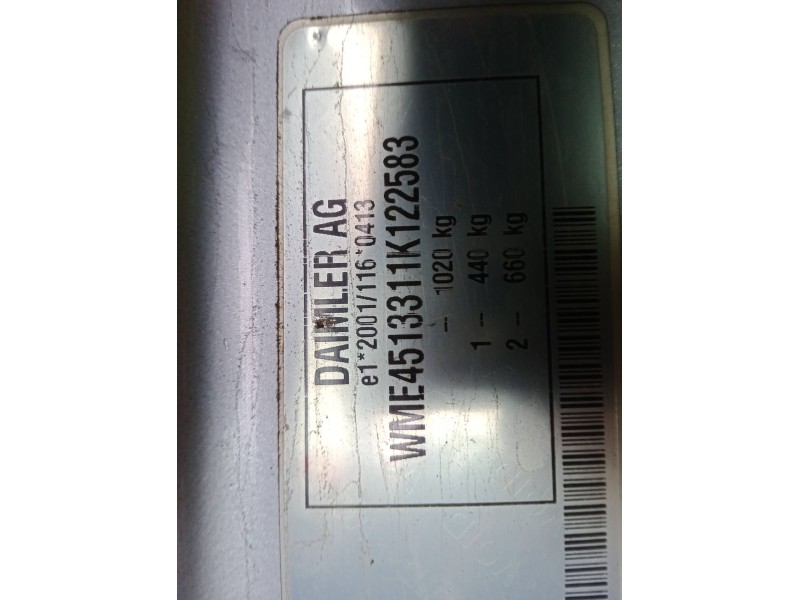 DAIMLER AG
e1*2001/116*0413
WME4513311K122583
-- 1020 kg
1 -- 440 kg
2 -- 660 kg